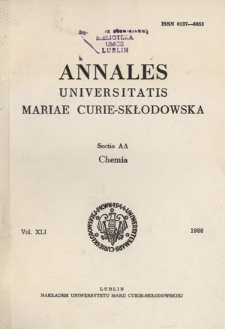 ISSN 0137-6853
BIBLIOTEKA
UMCS
LUBLIN
ANNALES
UNIVERSITATIS
MARIAE CURIE-SKŁODOWSKA
Sectio AA
Chemia
Vol. XLI
1986
LUBLIN
NAKŁADEM UNIWERSYTETU MARII CURIE-SKŁODOWSKIEJ